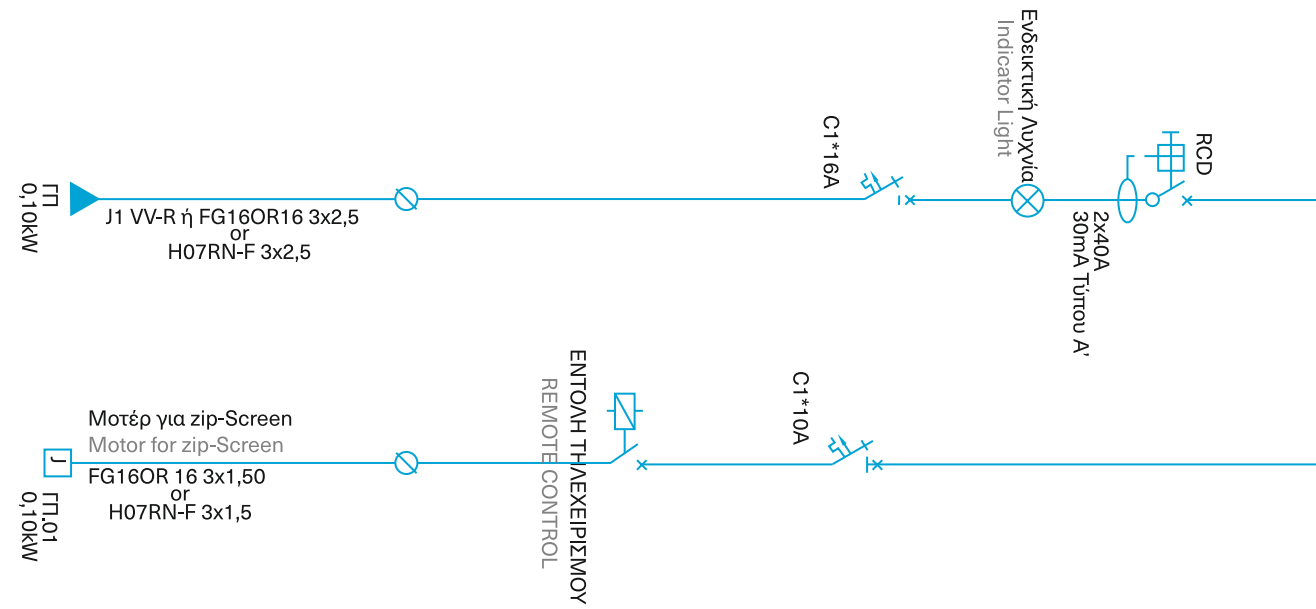 Ενδεικτική Λυχνία
Indicator Light
RCD
C1*16A
2x40A
30mA Τύπου Α'
ΓΠ
0,10kW
J1 VV-R ή FG16OR16 3x2,5
or
H07RN-F 3x2,5
ΕΝΤΟΛΗ ΤΗΛΕΧΕΙΡΙΣΜΟΥ
REMOTE CONTROL
C1*10A
Μοτέρ για zip-Screen
Motor for zip-Screen
J
FG16OR 16 3x1,50
or
H07RN-F 3x1,5
ΓΠ.01
0,10kW